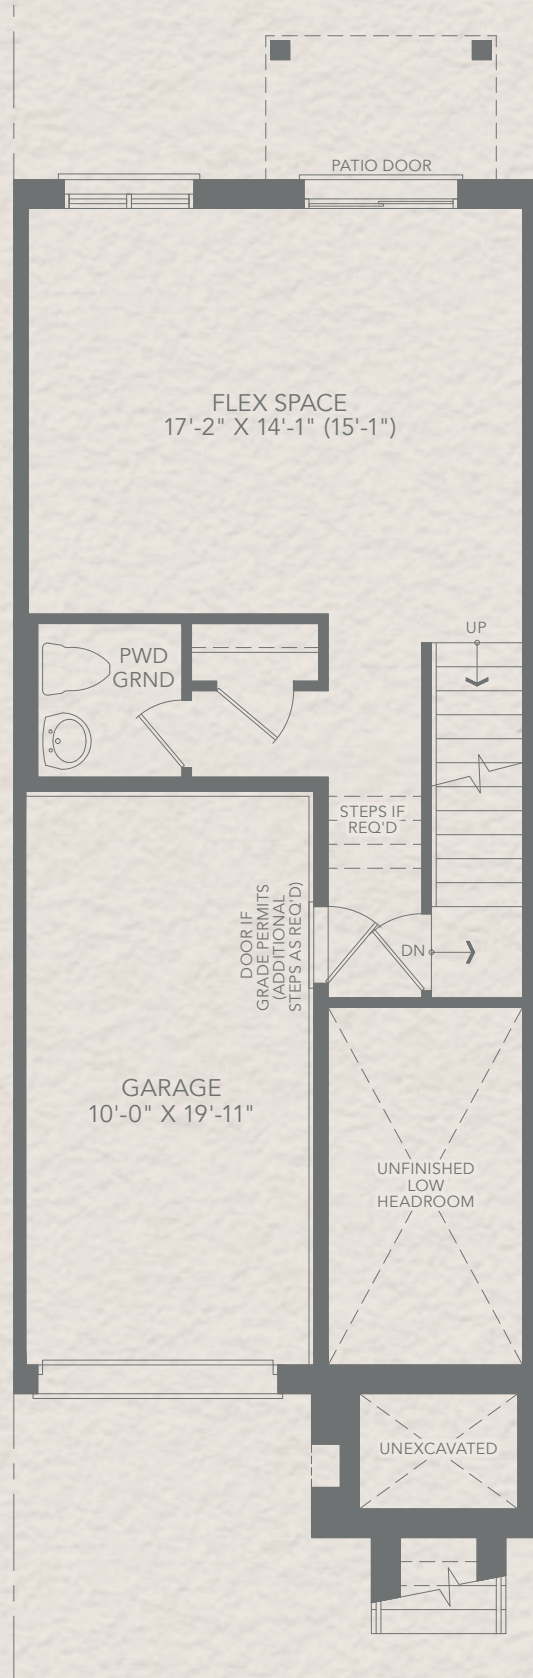 PATIO DOOR
FLEX SPACE
17'-2" X 14'-1" (15'-1")
UP
PWD
GRND
STEPS IF
REQ'D
DOOR IF
GRADE PERMITS
(ADDITIONAL
STEPS AS REQ'D)
DN
GARAGE
10'-0" X 19'-11"
UNFINISHED
LOW
HEADROOM
UNEXCAVATED